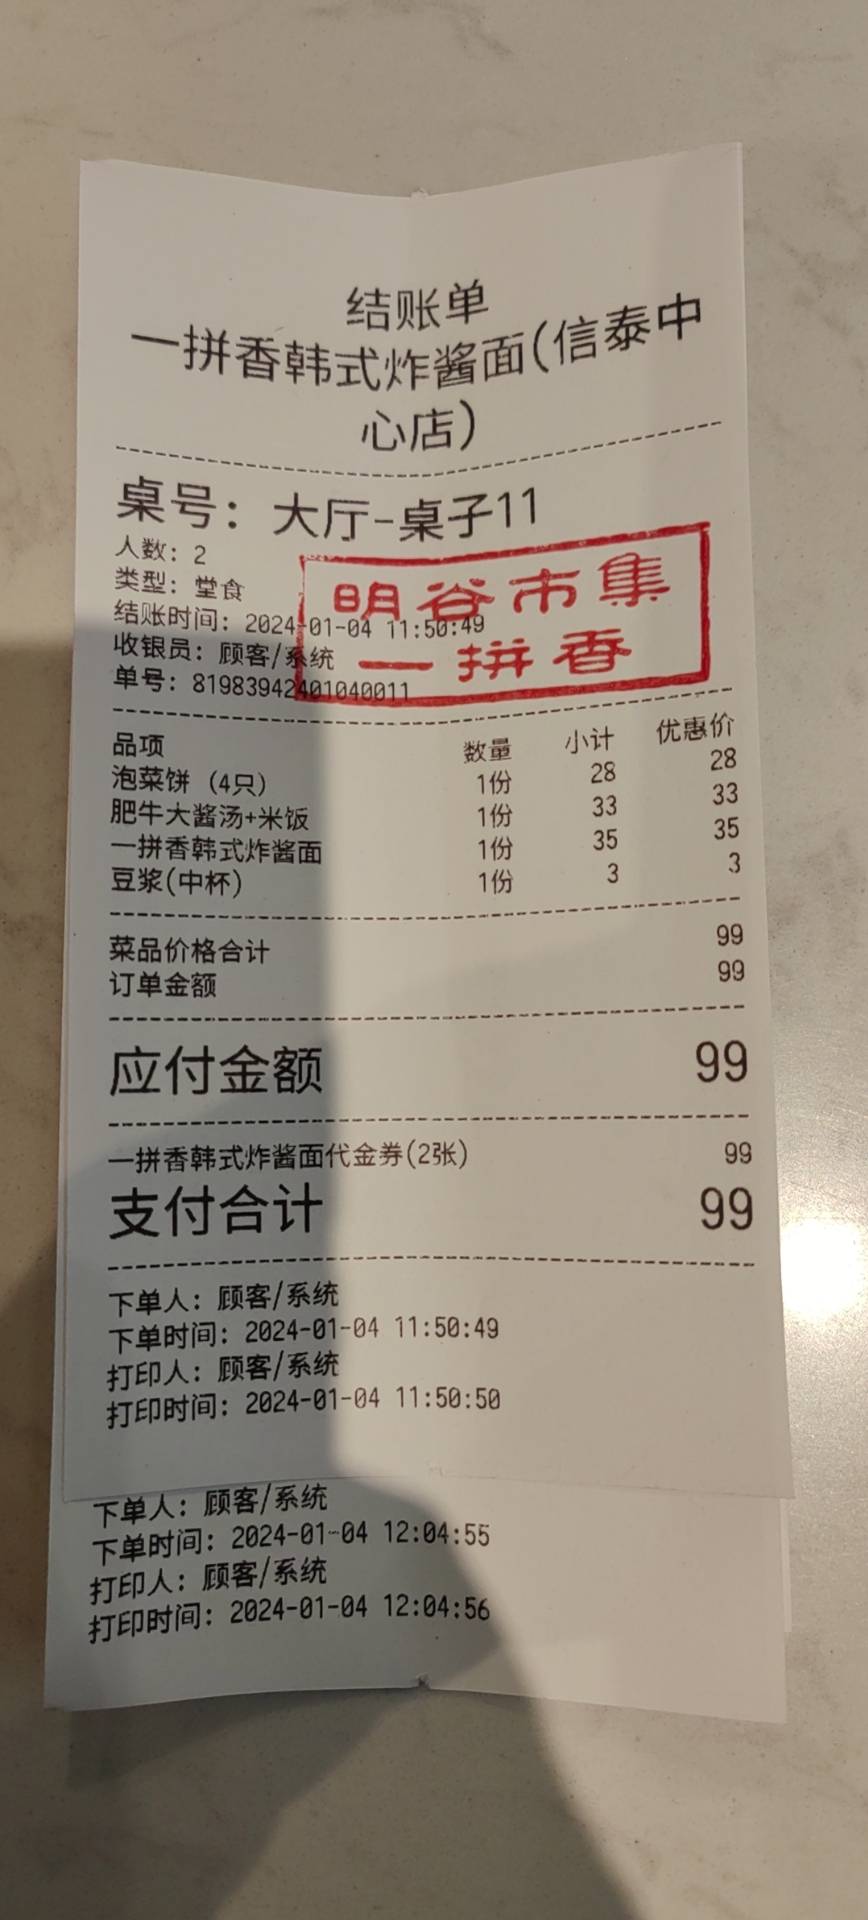 结账单
一拼香韩式炸酱面(信泰中
心店)
桌号: 大厅-桌子11
人数: 2
类型: 堂食
结账时间: 2024-01-04 11:50:49
收银员: 顾客/系统
单号: 81983942401040011
明谷市集
一拼香
品项 数量 小计 优惠价
泡菜饼 (4只) 1份 28 28
肥牛大酱汤+米饭 1份 33 33
一拼香韩式炸酱面 1份 35 35
豆浆(中杯) 1份 3 3
菜品价格合计 99
订单金额 99
应付金额 99
一拼香韩式炸酱面代金券(2张) 99
支付合计 99
下单人: 顾客/系统
下单时间: 2024-01-04 11:50:49
打印人: 顾客/系统
打印时间: 2024-01-04 11:50:50
下单人: 顾客/系统
下单时间: 2024-01-04 12:04:55
打印人: 顾客/系统
打印时间: 2024-01-04 12:04:56